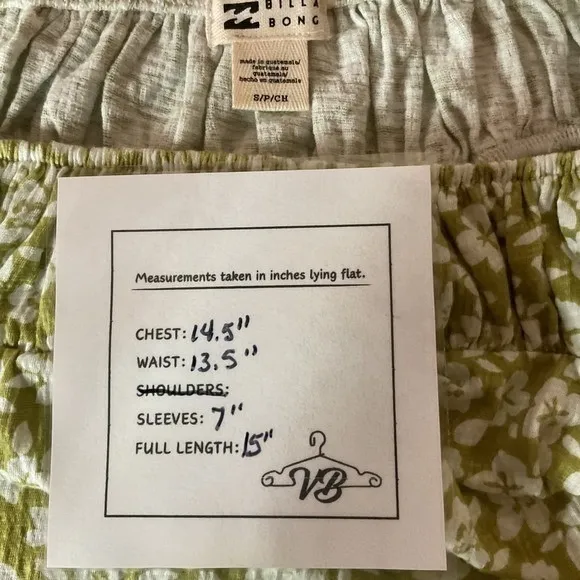 BILLA
BONG
made in guatemala/
fabriqué au
guatemala/
hecho en guatemala
S/P/CH
Measurements taken in inches lying flat.
CHEST: 14.5"
WAIST: 13.5"
SHOULDERS:
SLEEVES: 7"
FULL LENGTH: 15"
VB